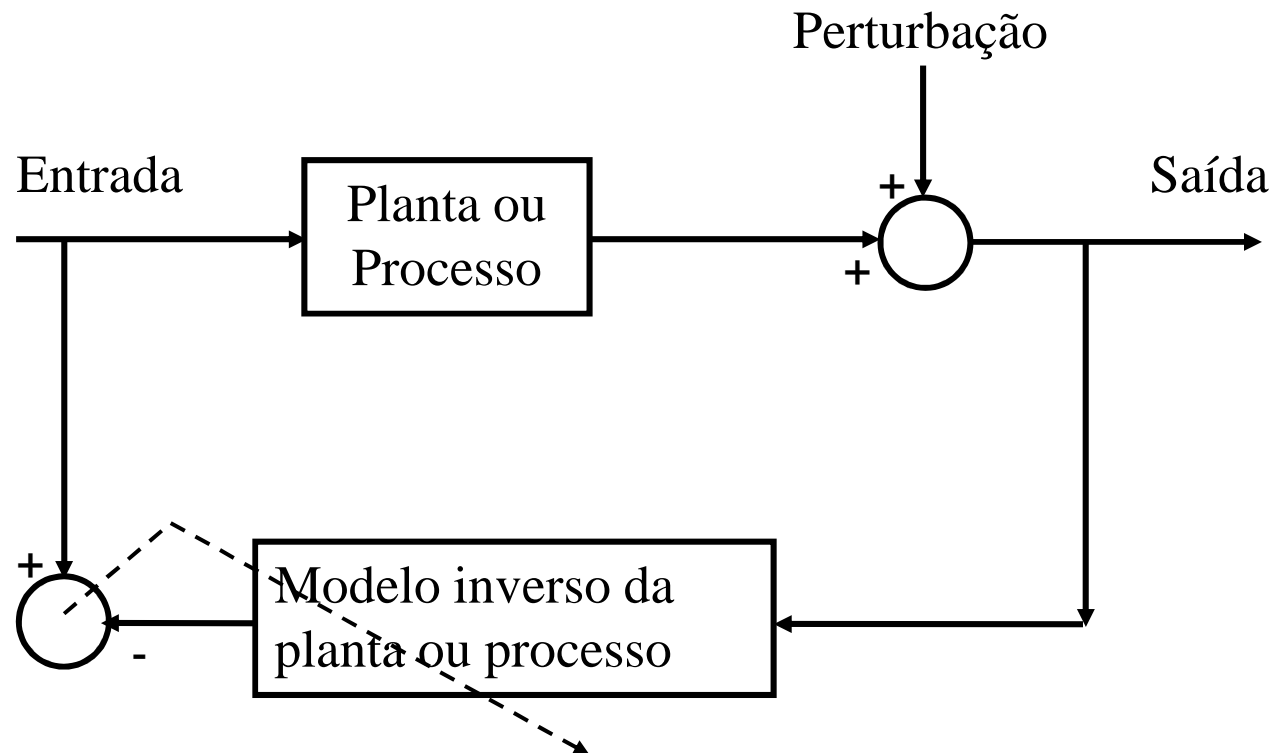 Perturbação
Entrada
Saída
+
Planta ou
Processo
+
+
Modelo inverso da
planta ou processo
-